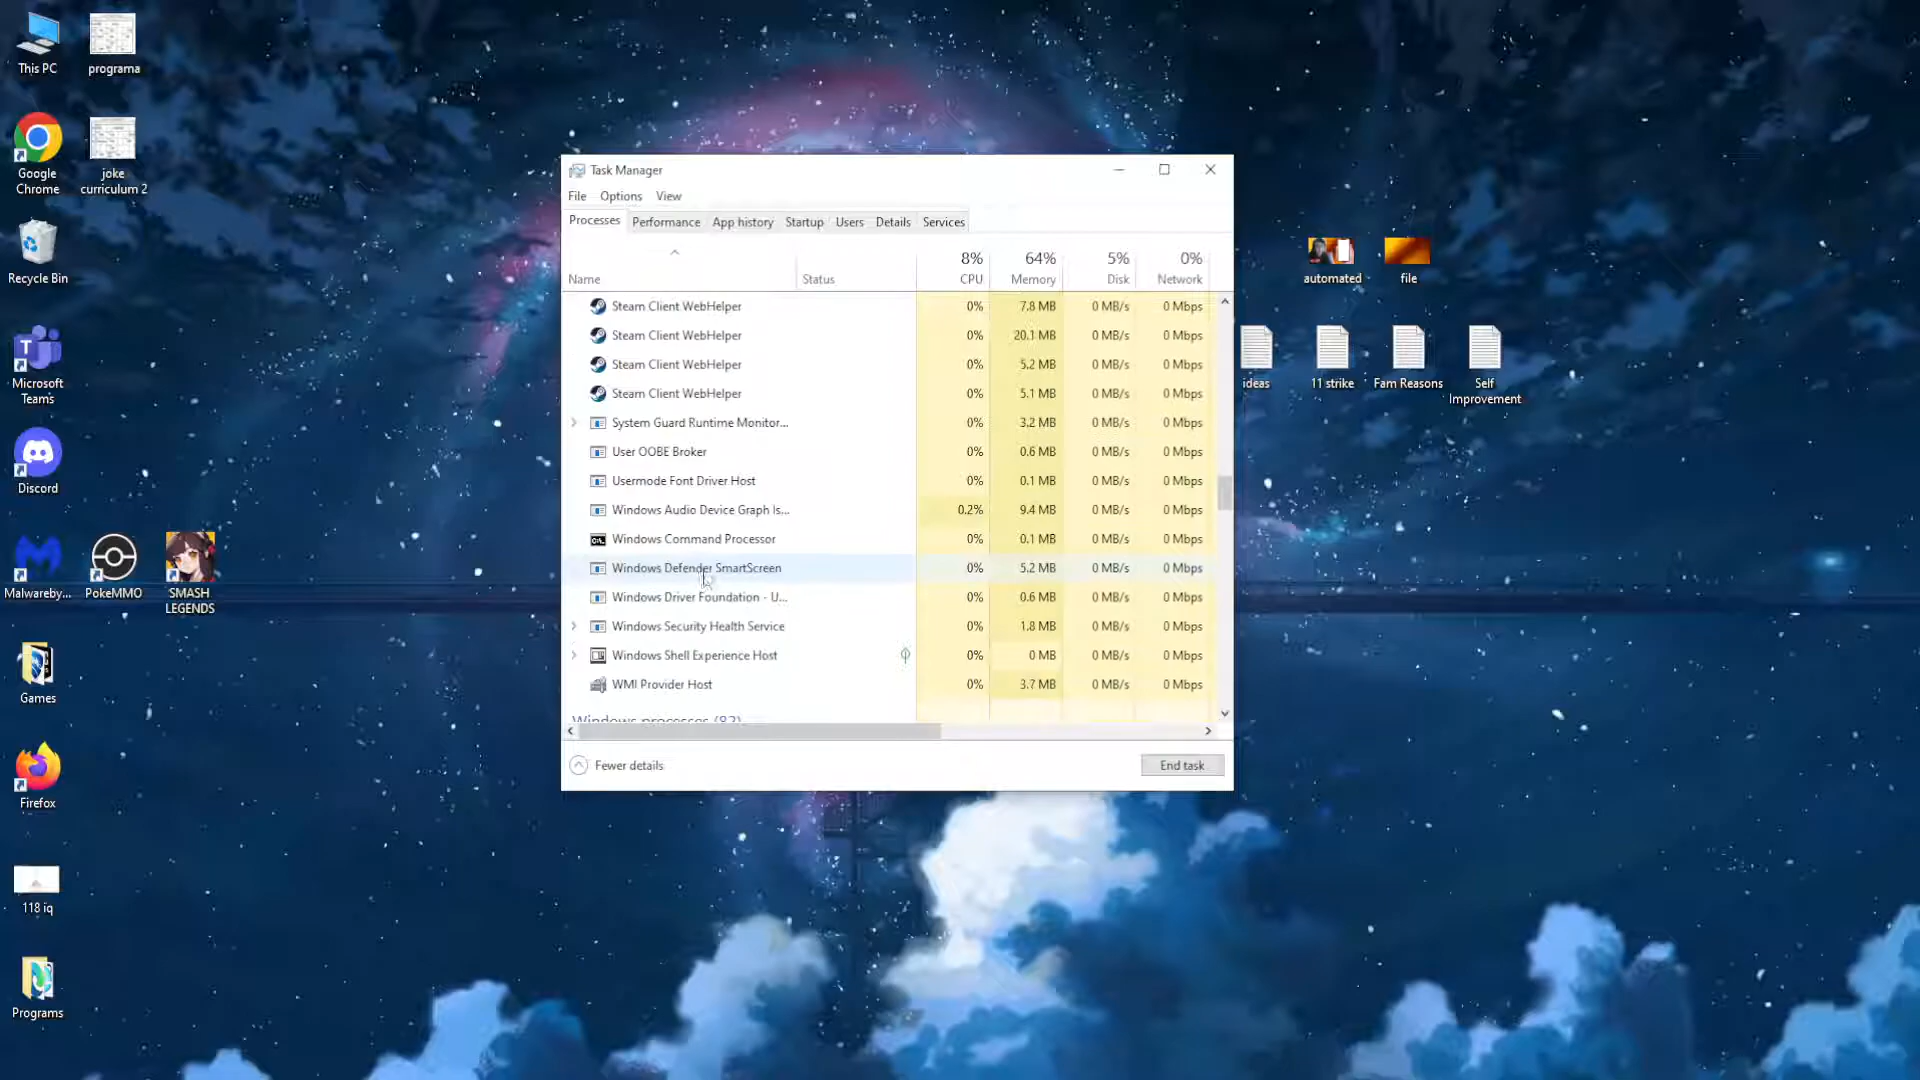 This PC
programa
Google
Chrome
joke
curriculum 2
Recycle Bin
Microsoft
Teams
Discord
Malwareby...
PokeMMO
SMASH
LEGENDS
Games
Firefox
118 iq
Programs
Task Manager
File Options View
Processes Performance App history Startup Users Details Services
8% 64% 5% 0%
Name Status CPU Memory Disk Network
Steam Client WebHelper 0% 7.8 MB 0 MB/s 0 Mbps
Steam Client WebHelper 0% 20.1 MB 0 MB/s 0 Mbps
Steam Client WebHelper 0% 5.2 MB 0 MB/s 0 Mbps
Steam Client WebHelper 0% 5.1 MB 0 MB/s 0 Mbps
System Guard Runtime Monitor... 0% 3.2 MB 0 MB/s 0 Mbps
User OOBE Broker 0% 0.6 MB 0 MB/s 0 Mbps
Usermode Font Driver Host 0% 0.1 MB 0 MB/s 0 Mbps
Windows Audio Device Graph Is... 0.2% 9.4 MB 0 MB/s 0 Mbps
Windows Command Processor 0% 0.1 MB 0 MB/s 0 Mbps
Windows Defender SmartScreen 0% 5.2 MB 0 MB/s 0 Mbps
Windows Driver Foundation - U... 0% 0.6 MB 0 MB/s 0 Mbps
Windows Security Health Service 0% 1.8 MB 0 MB/s 0 Mbps
Windows Shell Experience Host 0% 0 MB 0 MB/s 0 Mbps
WMI Provider Host 0% 3.7 MB 0 MB/s 0 Mbps
Windows processes (82)
Fewer details End task
automated
file
ideas
11 strike
Fam Reasons
Self
Improvement